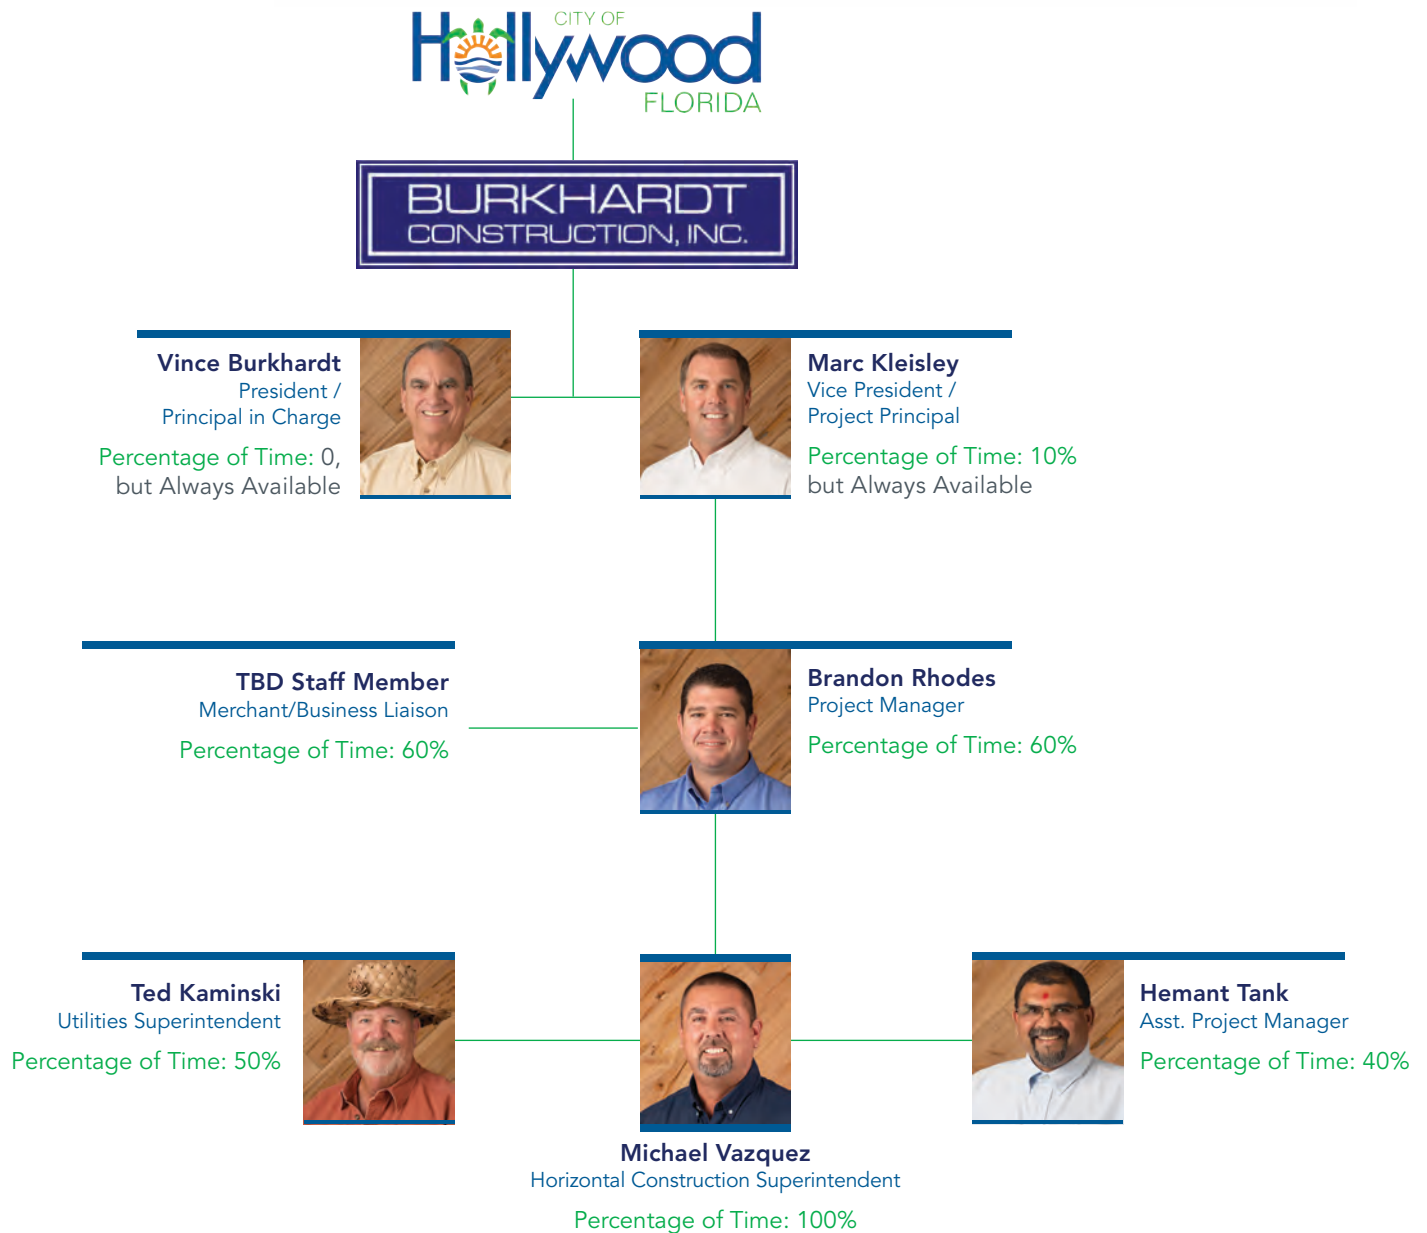 CITY OF
Hollywood
FLORIDA
BURKHARDT
CONSTRUCTION, INC.
Vince Burkhardt
President /
Principal in Charge
Percentage of Time: 0,
but Always Available
Marc Kleisley
Vice President /
Project Principal
Percentage of Time: 10%
but Always Available
TBD Staff Member
Merchant/Business Liaison
Percentage of Time: 60%
Brandon Rhodes
Project Manager
Percentage of Time: 60%
Ted Kaminski
Utilities Superintendent
Percentage of Time: 50%
Michael Vazquez
Horizontal Construction Superintendent
Percentage of Time: 100%
Hemant Tank
Asst. Project Manager
Percentage of Time: 40%